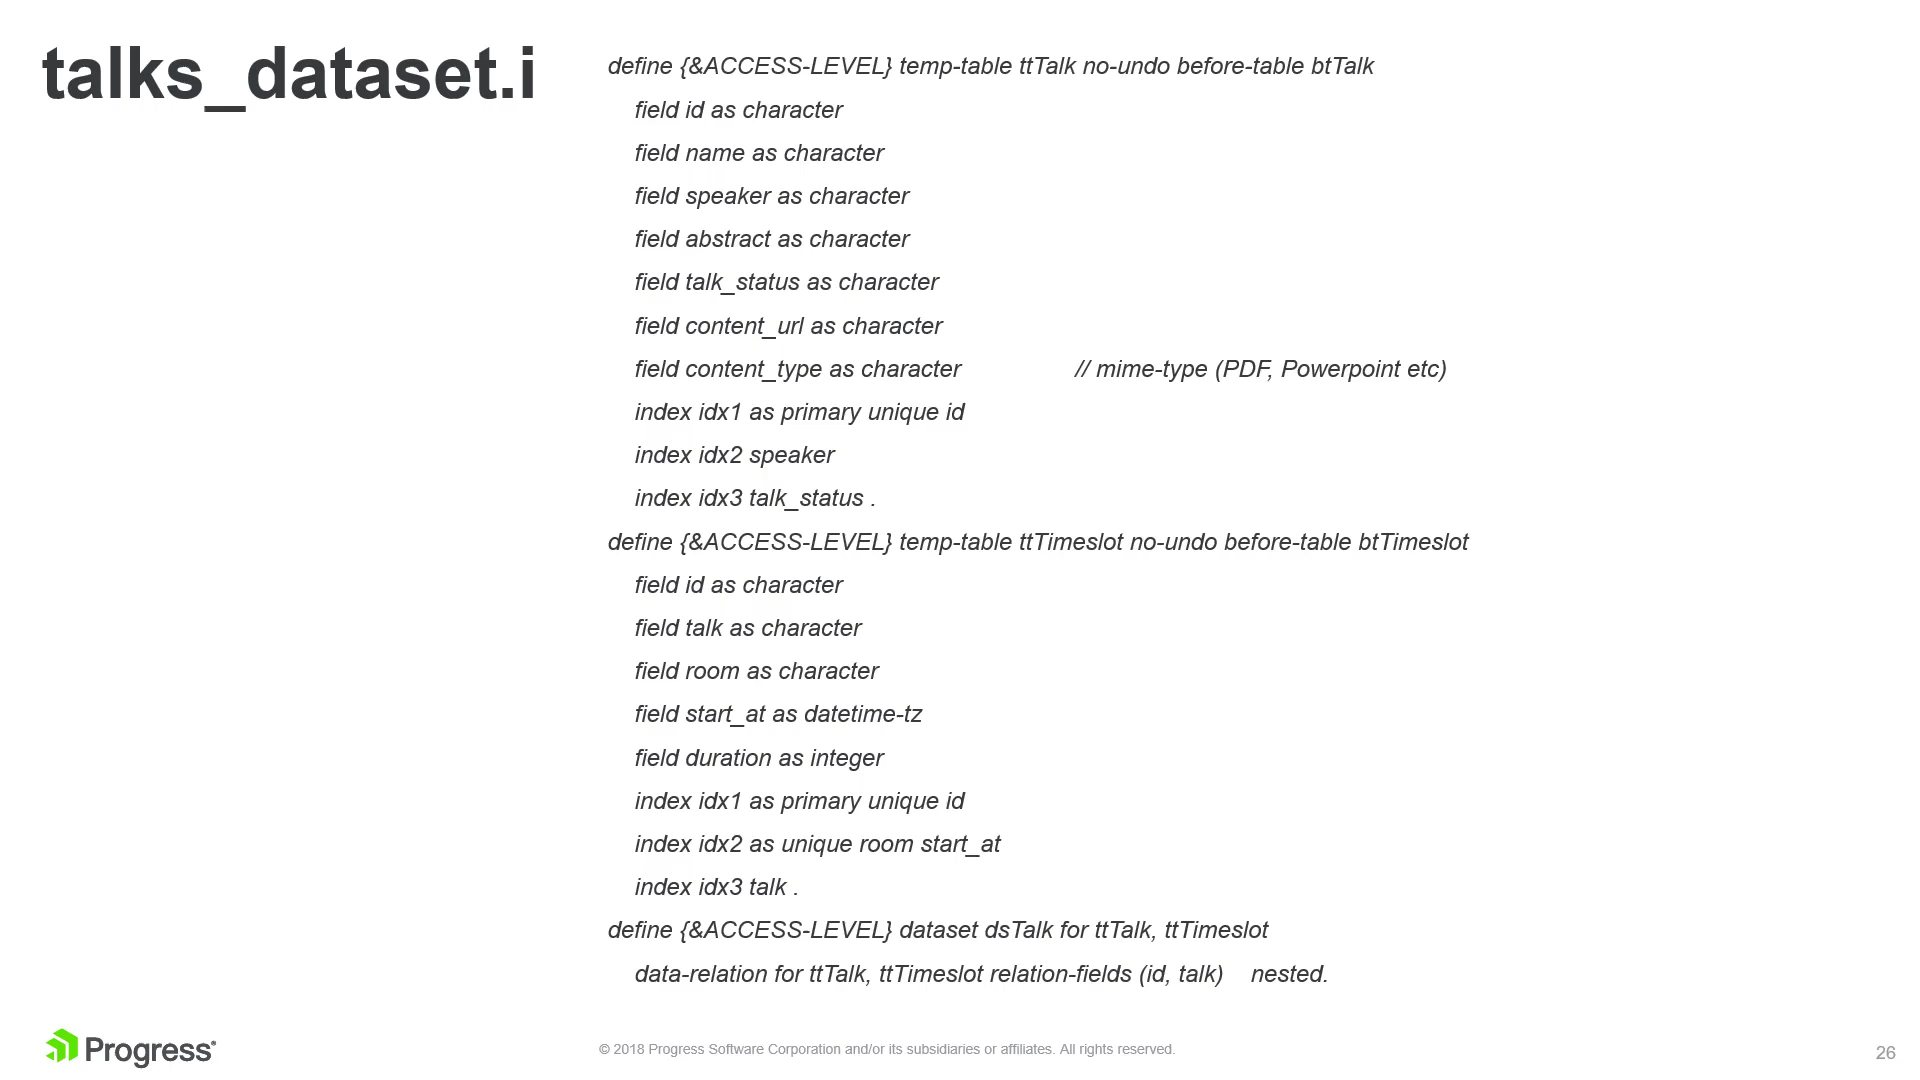 talks_dataset.i
define {&ACCESS-LEVEL} temp-table ttTalk no-undo before-table btTalk
field id as character
field name as character
field speaker as character
field abstract as character
field talk_status as character
field content_url as character
field content_type as character // mime-type (PDF, Powerpoint etc)
index idx1 as primary unique id
index idx2 speaker
index idx3 talk_status .
define {&ACCESS-LEVEL} temp-table ttTimeslot no-undo before-table btTimeslot
field id as character
field talk as character
field room as character
field start_at as datetime-tz
field duration as integer
index idx1 as primary unique id
index idx2 as unique room start_at
index idx3 talk .
define {&ACCESS-LEVEL} dataset dsTalk for ttTalk, ttTimeslot
data-relation for ttTalk, ttTimeslot relation-fields (id, talk) nested.
Progress®
© 2018 Progress Software Corporation and/or its subsidiaries or affiliates. All rights reserved.
26